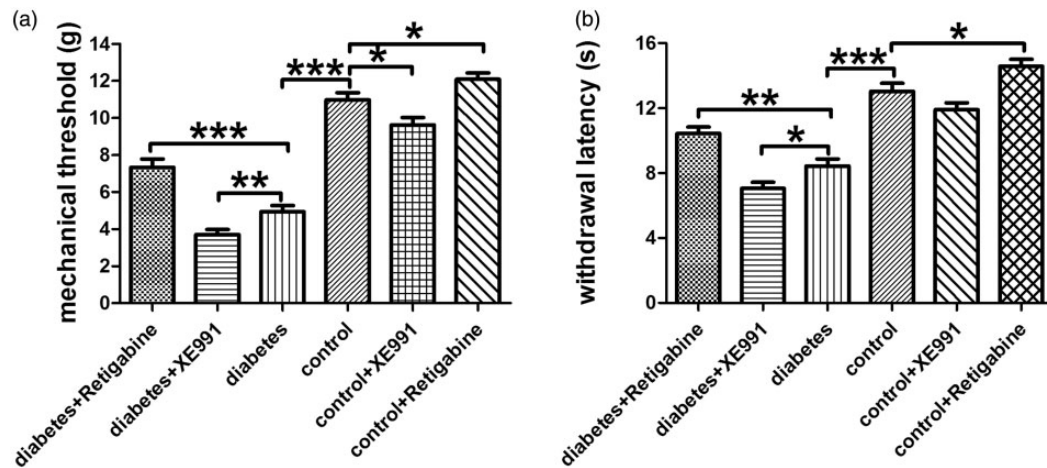 (a)
mechanical threshold (g)
14
12
10
8
6
4
2
0
***
**
***
*
*
diabetes+Retigabine
diabetes+XE991
diabetes
control
control+XE991
control+Retigabine
(b)
withdrawal latency (s)
16
12
8
4
0
**
*
***
*
diabetes+Retigabine
diabetes+XE991
diabetes
control
control+XE991
control+Retigabine